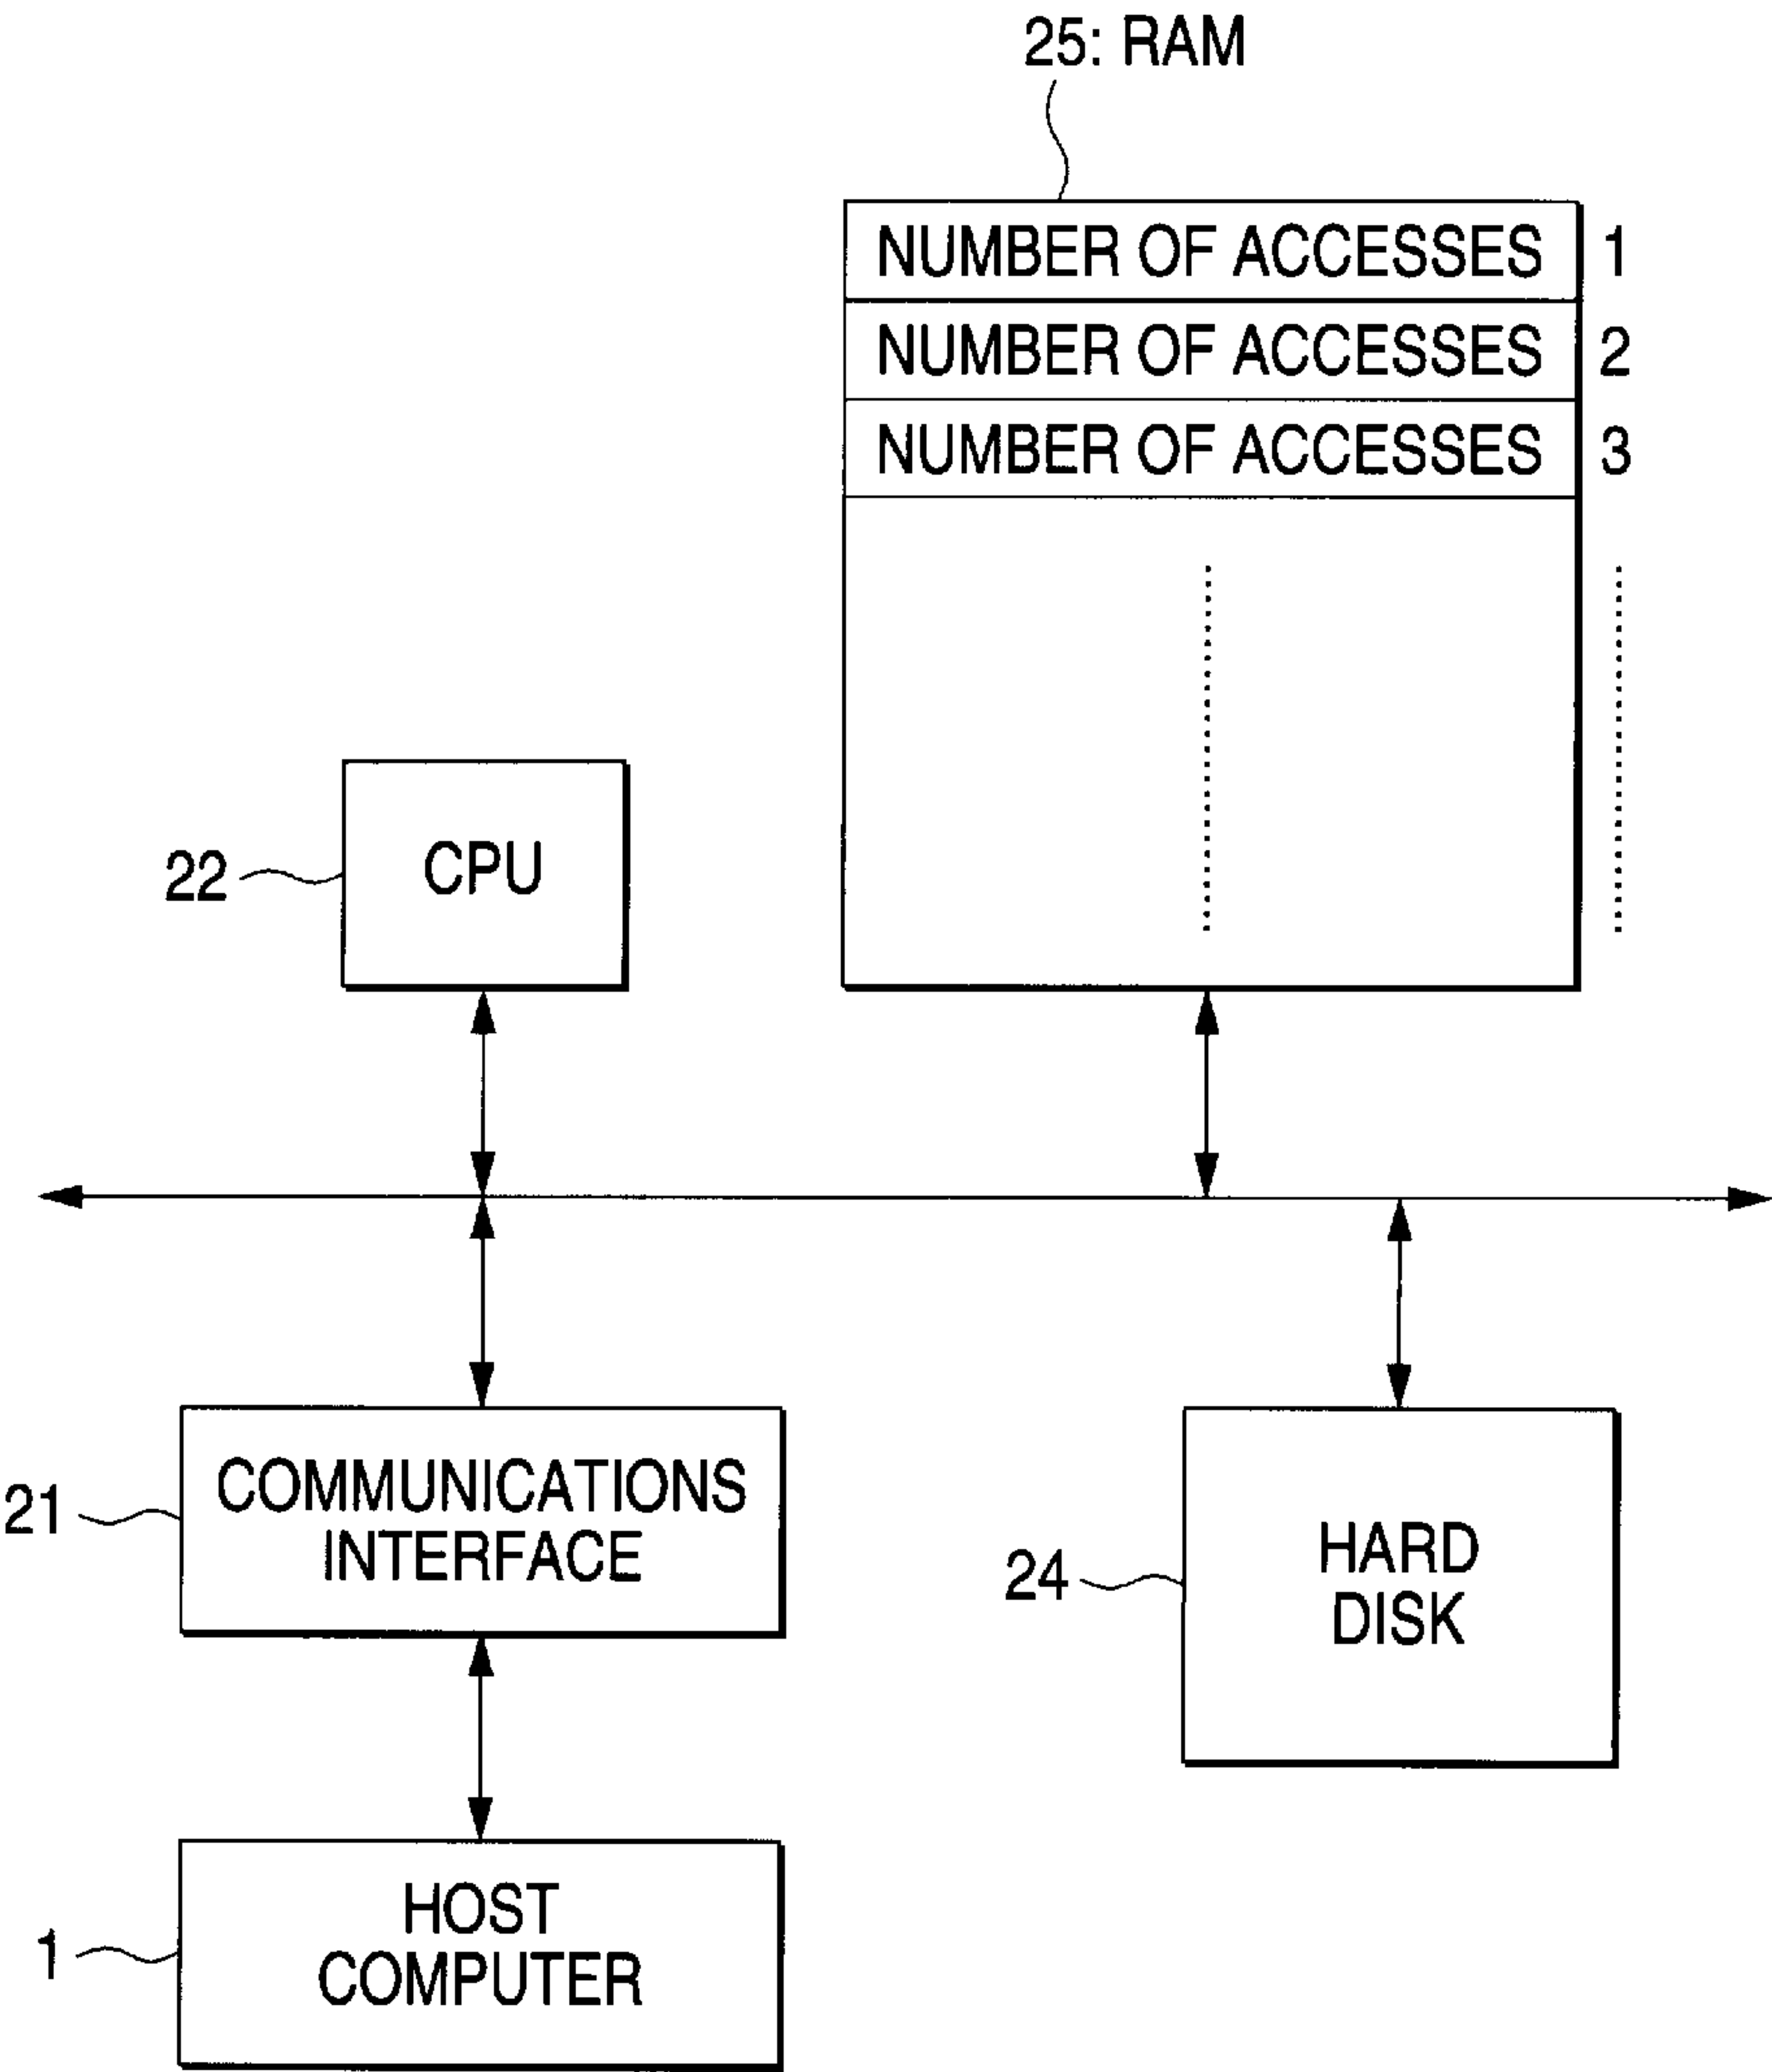 25: RAM
NUMBER OF ACCESSES 1
NUMBER OF ACCESSES 2
NUMBER OF ACCESSES 3
22
CPU
21
COMMUNICATIONS
INTERFACE
24
HARD
DISK
1
HOST
COMPUTER